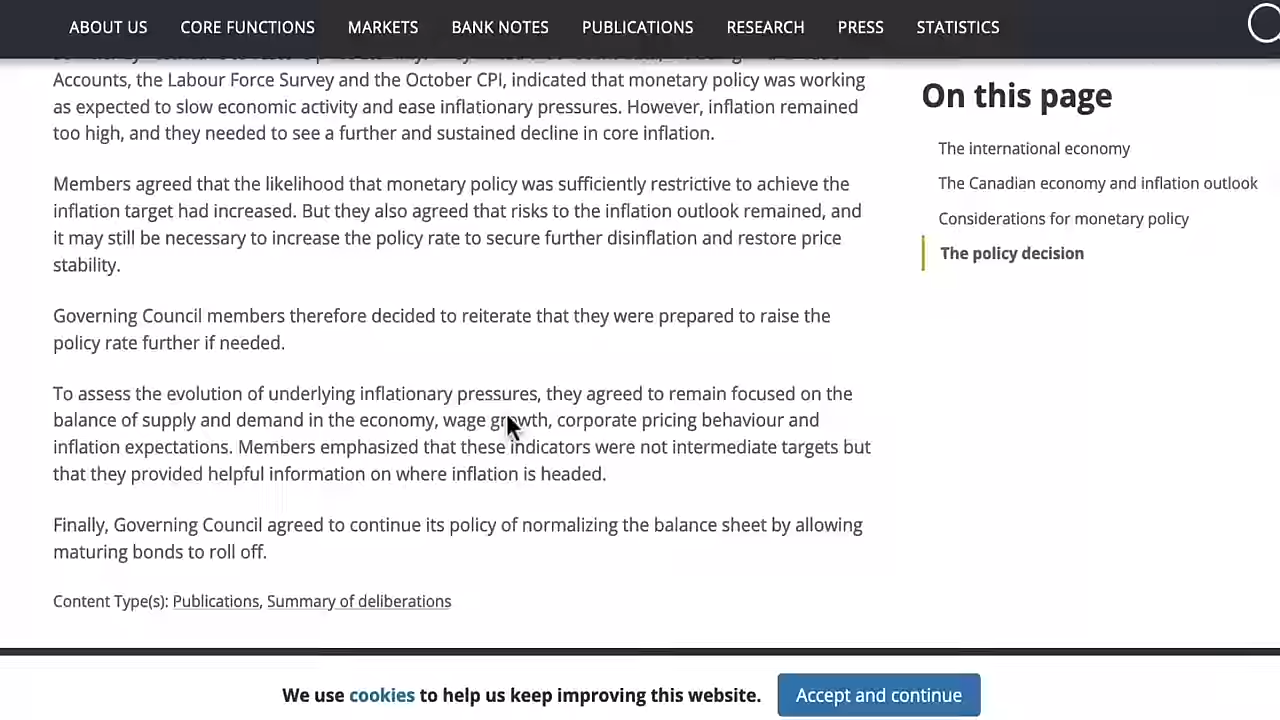 ABOUT US CORE FUNCTIONS MARKETS BANK NOTES PUBLICATIONS RESEARCH PRESS STATISTICS
Accounts, the Labour Force Survey and the October CPI, indicated that monetary policy was working
as expected to slow economic activity and ease inflationary pressures. However, inflation remained
too high, and they needed to see a further and sustained decline in core inflation.
Members agreed that the likelihood that monetary policy was sufficiently restrictive to achieve the
inflation target had increased. But they also agreed that risks to the inflation outlook remained, and
it may still be necessary to increase the policy rate to secure further disinflation and restore price
stability.
Governing Council members therefore decided to reiterate that they were prepared to raise the
policy rate further if needed.
To assess the evolution of underlying inflationary pressures, they agreed to remain focused on the
balance of supply and demand in the economy, wage growth, corporate pricing behaviour and
inflation expectations. Members emphasized that these indicators were not intermediate targets but
that they provided helpful information on where inflation is headed.
Finally, Governing Council agreed to continue its policy of normalizing the balance sheet by allowing
maturing bonds to roll off.
Content Type(s): Publications, Summary of deliberations
On this page
The international economy
The Canadian economy and inflation outlook
Considerations for monetary policy
The policy decision
We use cookies to help us keep improving this website. Accept and continue